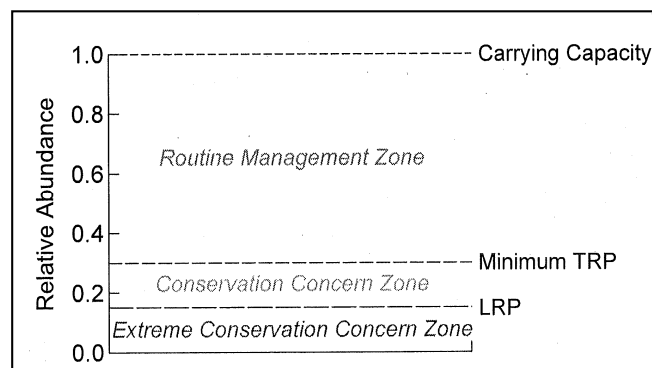 1.0
Carrying Capacity
0.8
Routine Management Zone
0.6
Relative Abundance
0.4
Minimum TRP
Conservation Concern Zone
0.2
LRP
Extreme Conservation Concern Zone
0.0